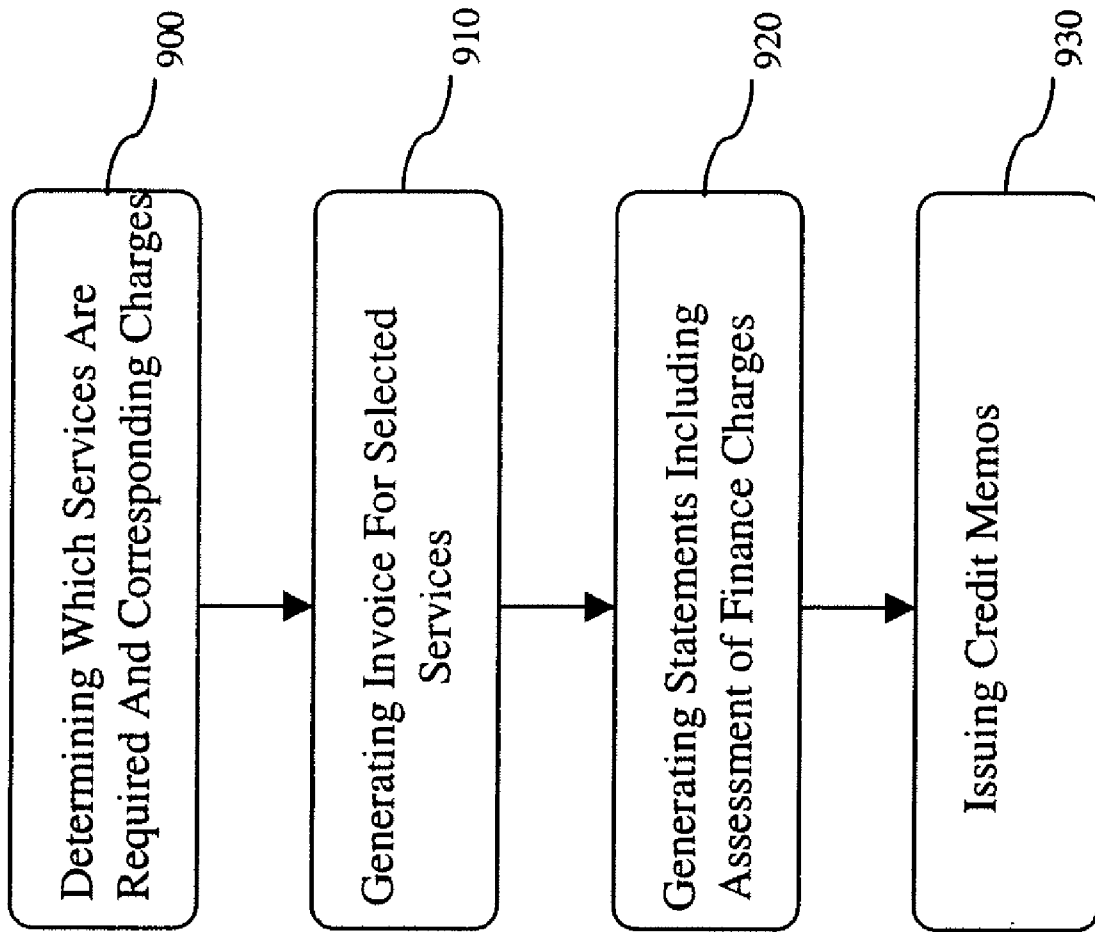 Determining Which Services Are
Required And Corresponding Charges
900
Generating Invoice For Selected
Services
910
Generating Statements Including
Assessment of Finance Charges
920
Issuing Credit Memos
930